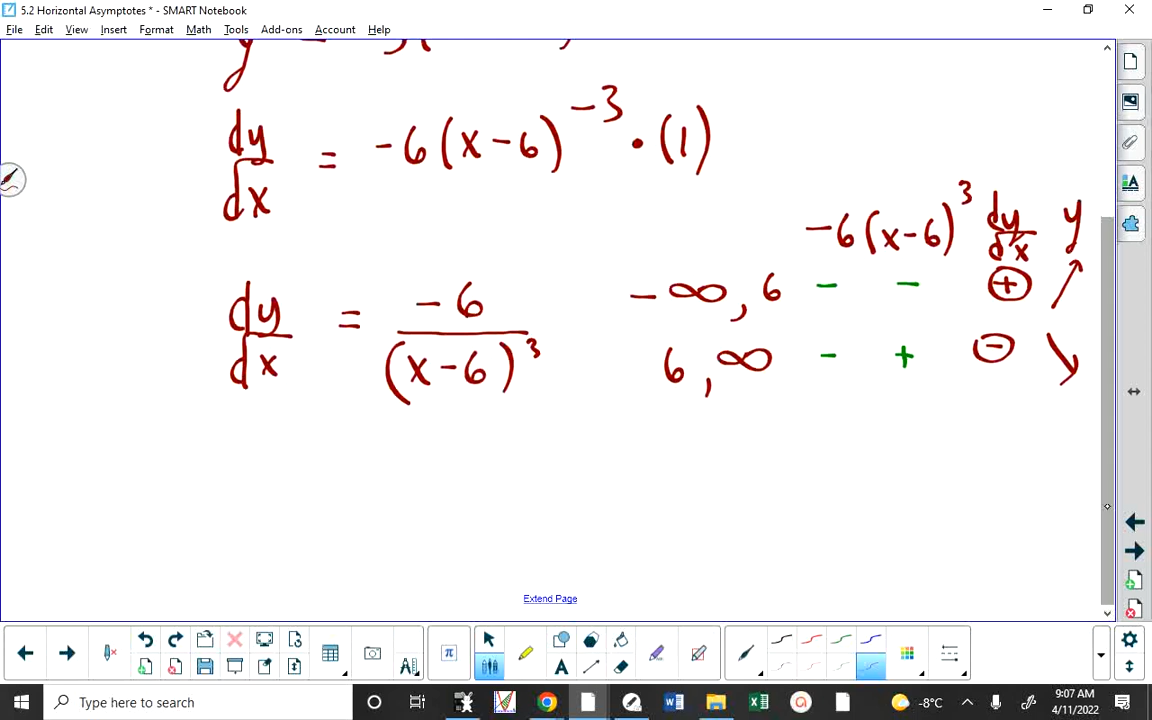 5.2 Horizontal Asymptotes * - SMART Notebook
File Edit View Insert Format Math Tools Add-ons Account Help
dy/dx = -6(x-6)^-3 • (1)
-6(x-6)^3 dy/dx y
dy/dx = -6/(x-6)^3
-∞, 6 - - + ↗
6, ∞ - + - ↘
Extend Page
Type here to search
-8°C
9:07 AM
4/11/2022